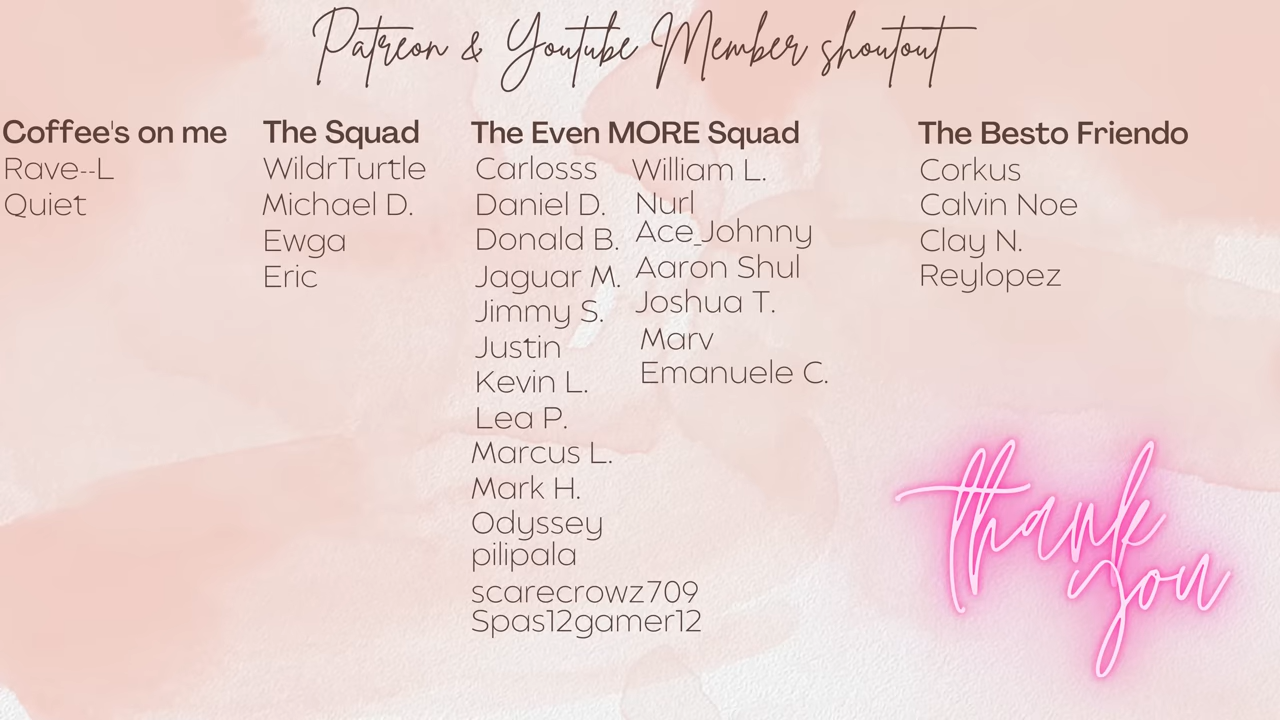 Patreon & Youtube Member shoutout
Coffee's on me
Rave--L
Quiet
The Squad
WildrTurtle
Michael D.
Ewga
Eric
The Even MORE Squad
Carlosss
Daniel D.
Donald B.
Jaguar M.
Jimmy S.
Justin
Kevin L.
Lea P.
Marcus L.
Mark H.
Odyssey
pilipala
scarecrowz709
Spas12gamer12
William L.
Nurl
Ace_Johnny
Aaron Shul
Joshua T.
Marv
Emanuele C.
The Besto Friendo
Corkus
Calvin Noe
Clay N.
Reylopez
thank
you